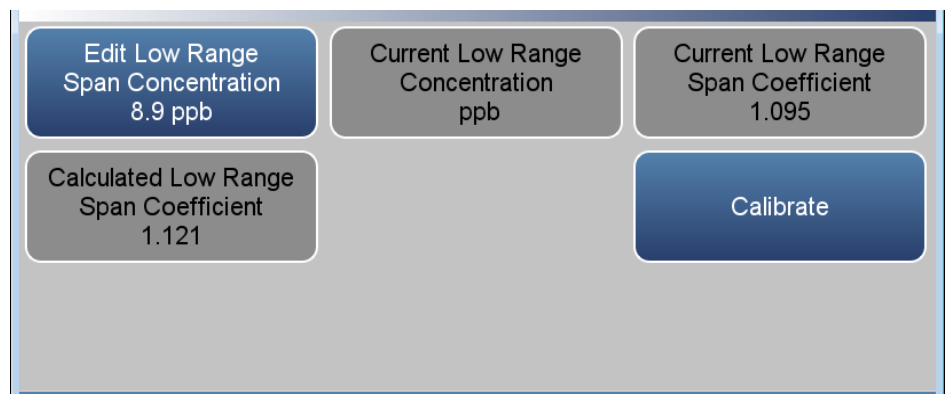 Edit Low Range
Span Concentration
8.9 ppb
Current Low Range
Concentration
ppb
Current Low Range
Span Coefficient
1.095
Calculated Low Range
Span Coefficient
1.121
Calibrate